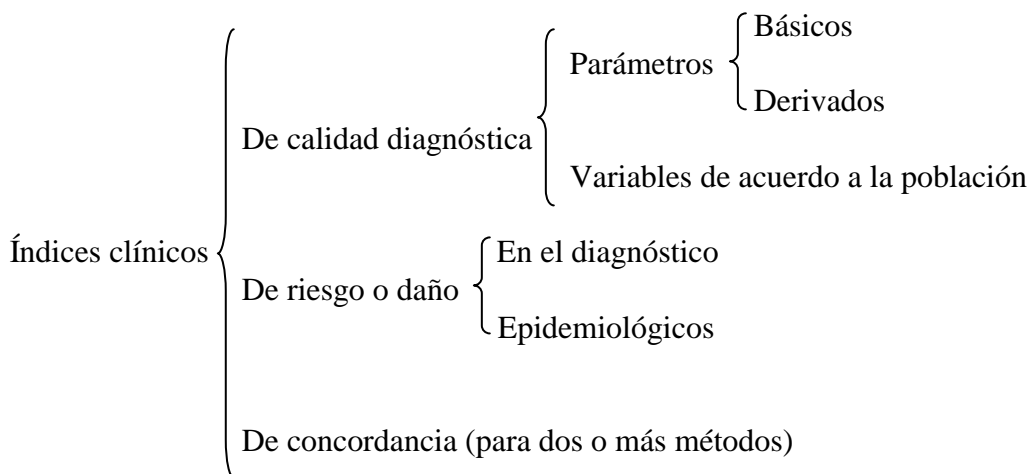 Índices clínicos
De calidad diagnóstica
Parámetros
Básicos
Derivados
Variables de acuerdo a la población
De riesgo o daño
En el diagnóstico
Epidemiológicos
De concordancia (para dos o más métodos)